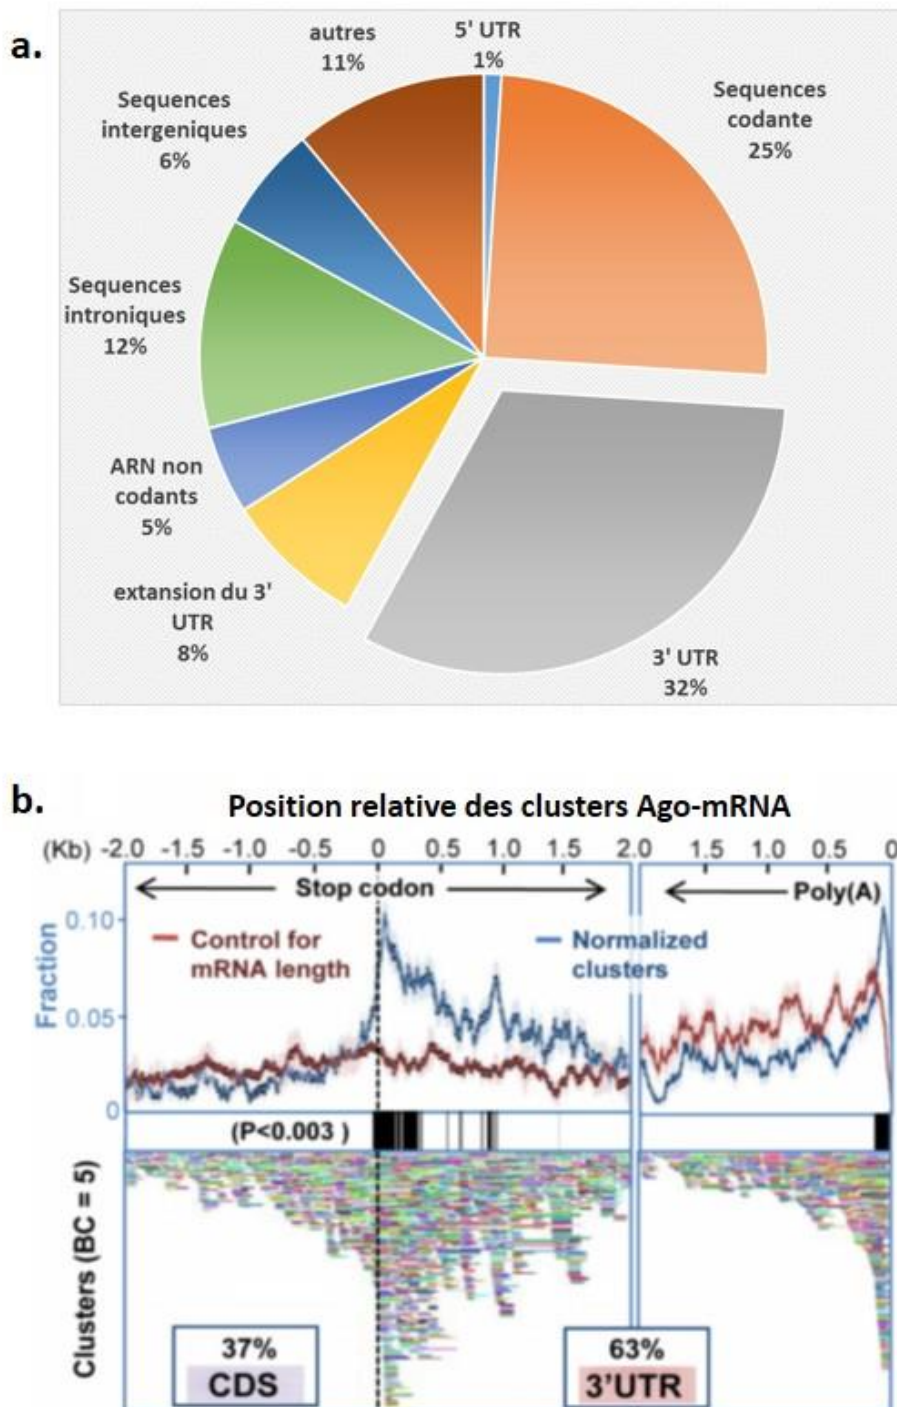 a.
autres
11%
5' UTR
1%
Sequences
codante
25%
Sequences
intergeniques
6%
Sequences
introniques
12%
ARN non
codants
5%
extansion du 3'
UTR
8%
3' UTR
32%
b.
Position relative des clusters Ago-mRNA
(Kb) -2.0 -1.5 -1.0 -0.5 0 0.5 1.0 1.5 2.0 1.5 1.0 0.5 0
Stop codon
Poly(A)
Fraction
0.10
0.05
0
Control for
mRNA length
Normalized
clusters
(P<0.003 )
Clusters (BC = 5)
37%
CDS
63%
3'UTR